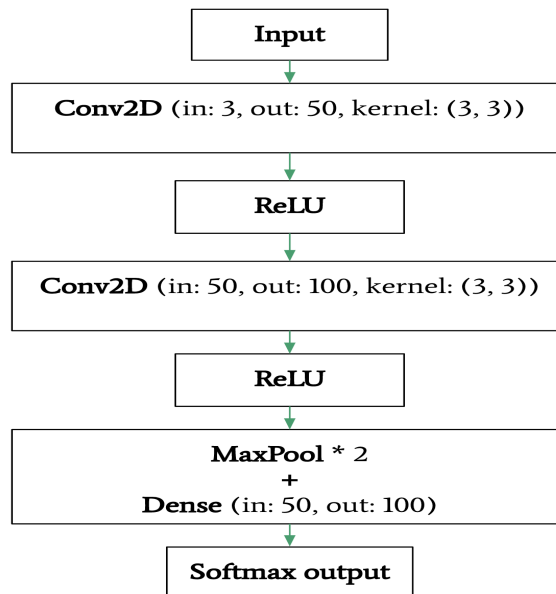 Input
Conv2D (in: 3, out: 50, kernel: (3, 3))
ReLU
Conv2D (in: 50, out: 100, kernel: (3, 3))
ReLU
MaxPool * 2
+
Dense (in: 50, out: 100)
Softmax output